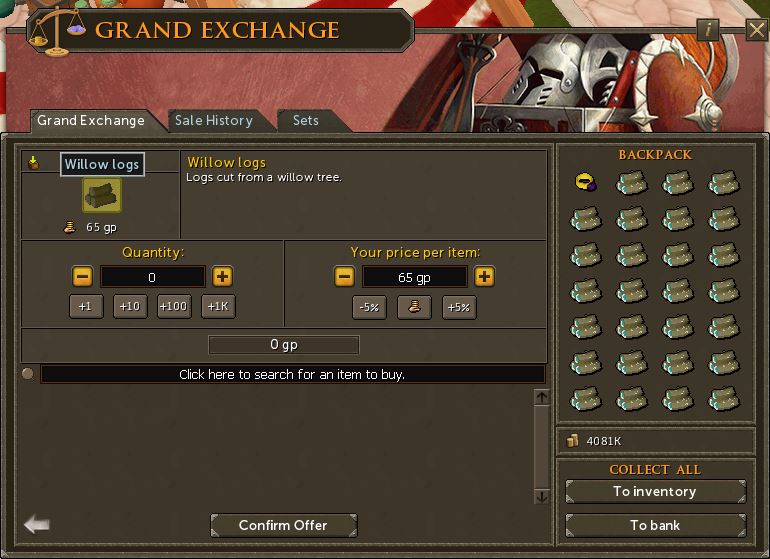 GRAND EXCHANGE
i
Grand Exchange
Sale History
Sets
Willow logs
65 gp
Willow logs
Logs cut from a willow tree.
Quantity:
0
+1
+10
+100
+1K
Your price per item:
65 gp
-5%
+5%
0 gp
Click here to search for an item to buy.
Confirm Offer
BACKPACK
4081K
COLLECT ALL
To inventory
To bank